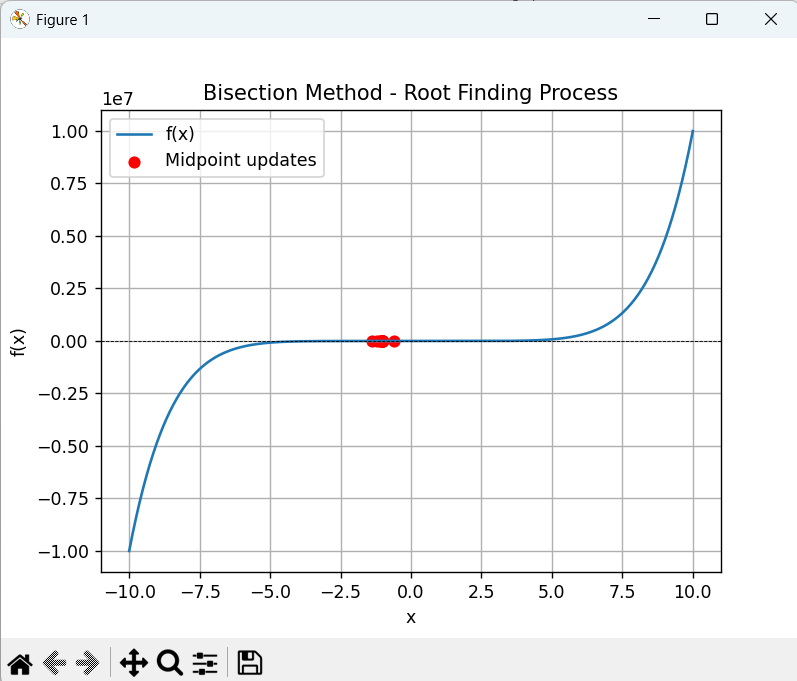 Figure 1
Bisection Method - Root Finding Process
1e7
f(x)
Midpoint updates
1.00
0.75
0.50
0.25
0.00
−0.25
−0.50
−0.75
−1.00
f(x)
−10.0 −7.5 −5.0 −2.5 0.0 2.5 5.0 7.5 10.0
x